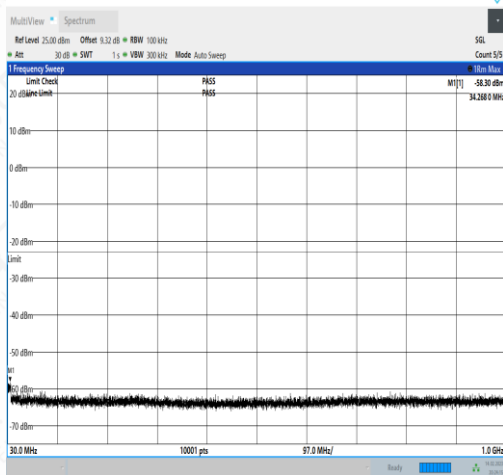 MultiView Spectrum
Ref Level 25.00 dBm Offset 9.32 dB RBW 100 kHz SGL
Att 30 dB SWT 1 s VBW 300 kHz Mode Auto Sweep Count 5/5
1 Frequency Sweep 1Rm Max
Limit Check PASS M1[1] -58.30 dBm
20 dBm Line Limit PASS 34.268 0 MHz
10 dBm
0 dBm
-10 dBm
-20 dBm
Limit
-30 dBm
-40 dBm
-50 dBm
M1
-60 dBm
-70 dBm
30.0 MHz 10001 pts 97.0 MHz/ 1.0 GHz
Ready